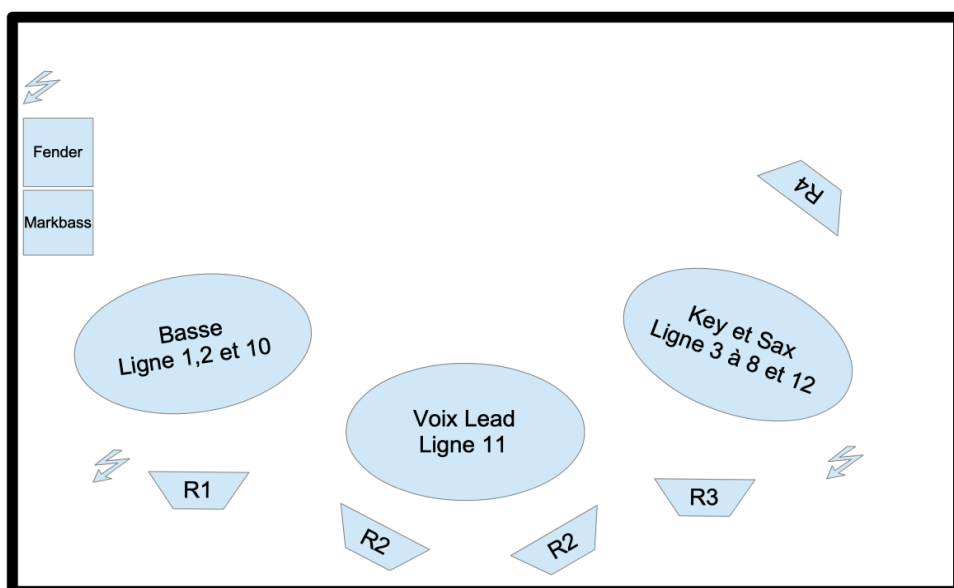 Fender
Markbass
R4
Basse
Ligne 1,2 et 10
Key et Sax
Ligne 3 à 8 et 12
Voix Lead
Ligne 11
R1
R3
R2
R2